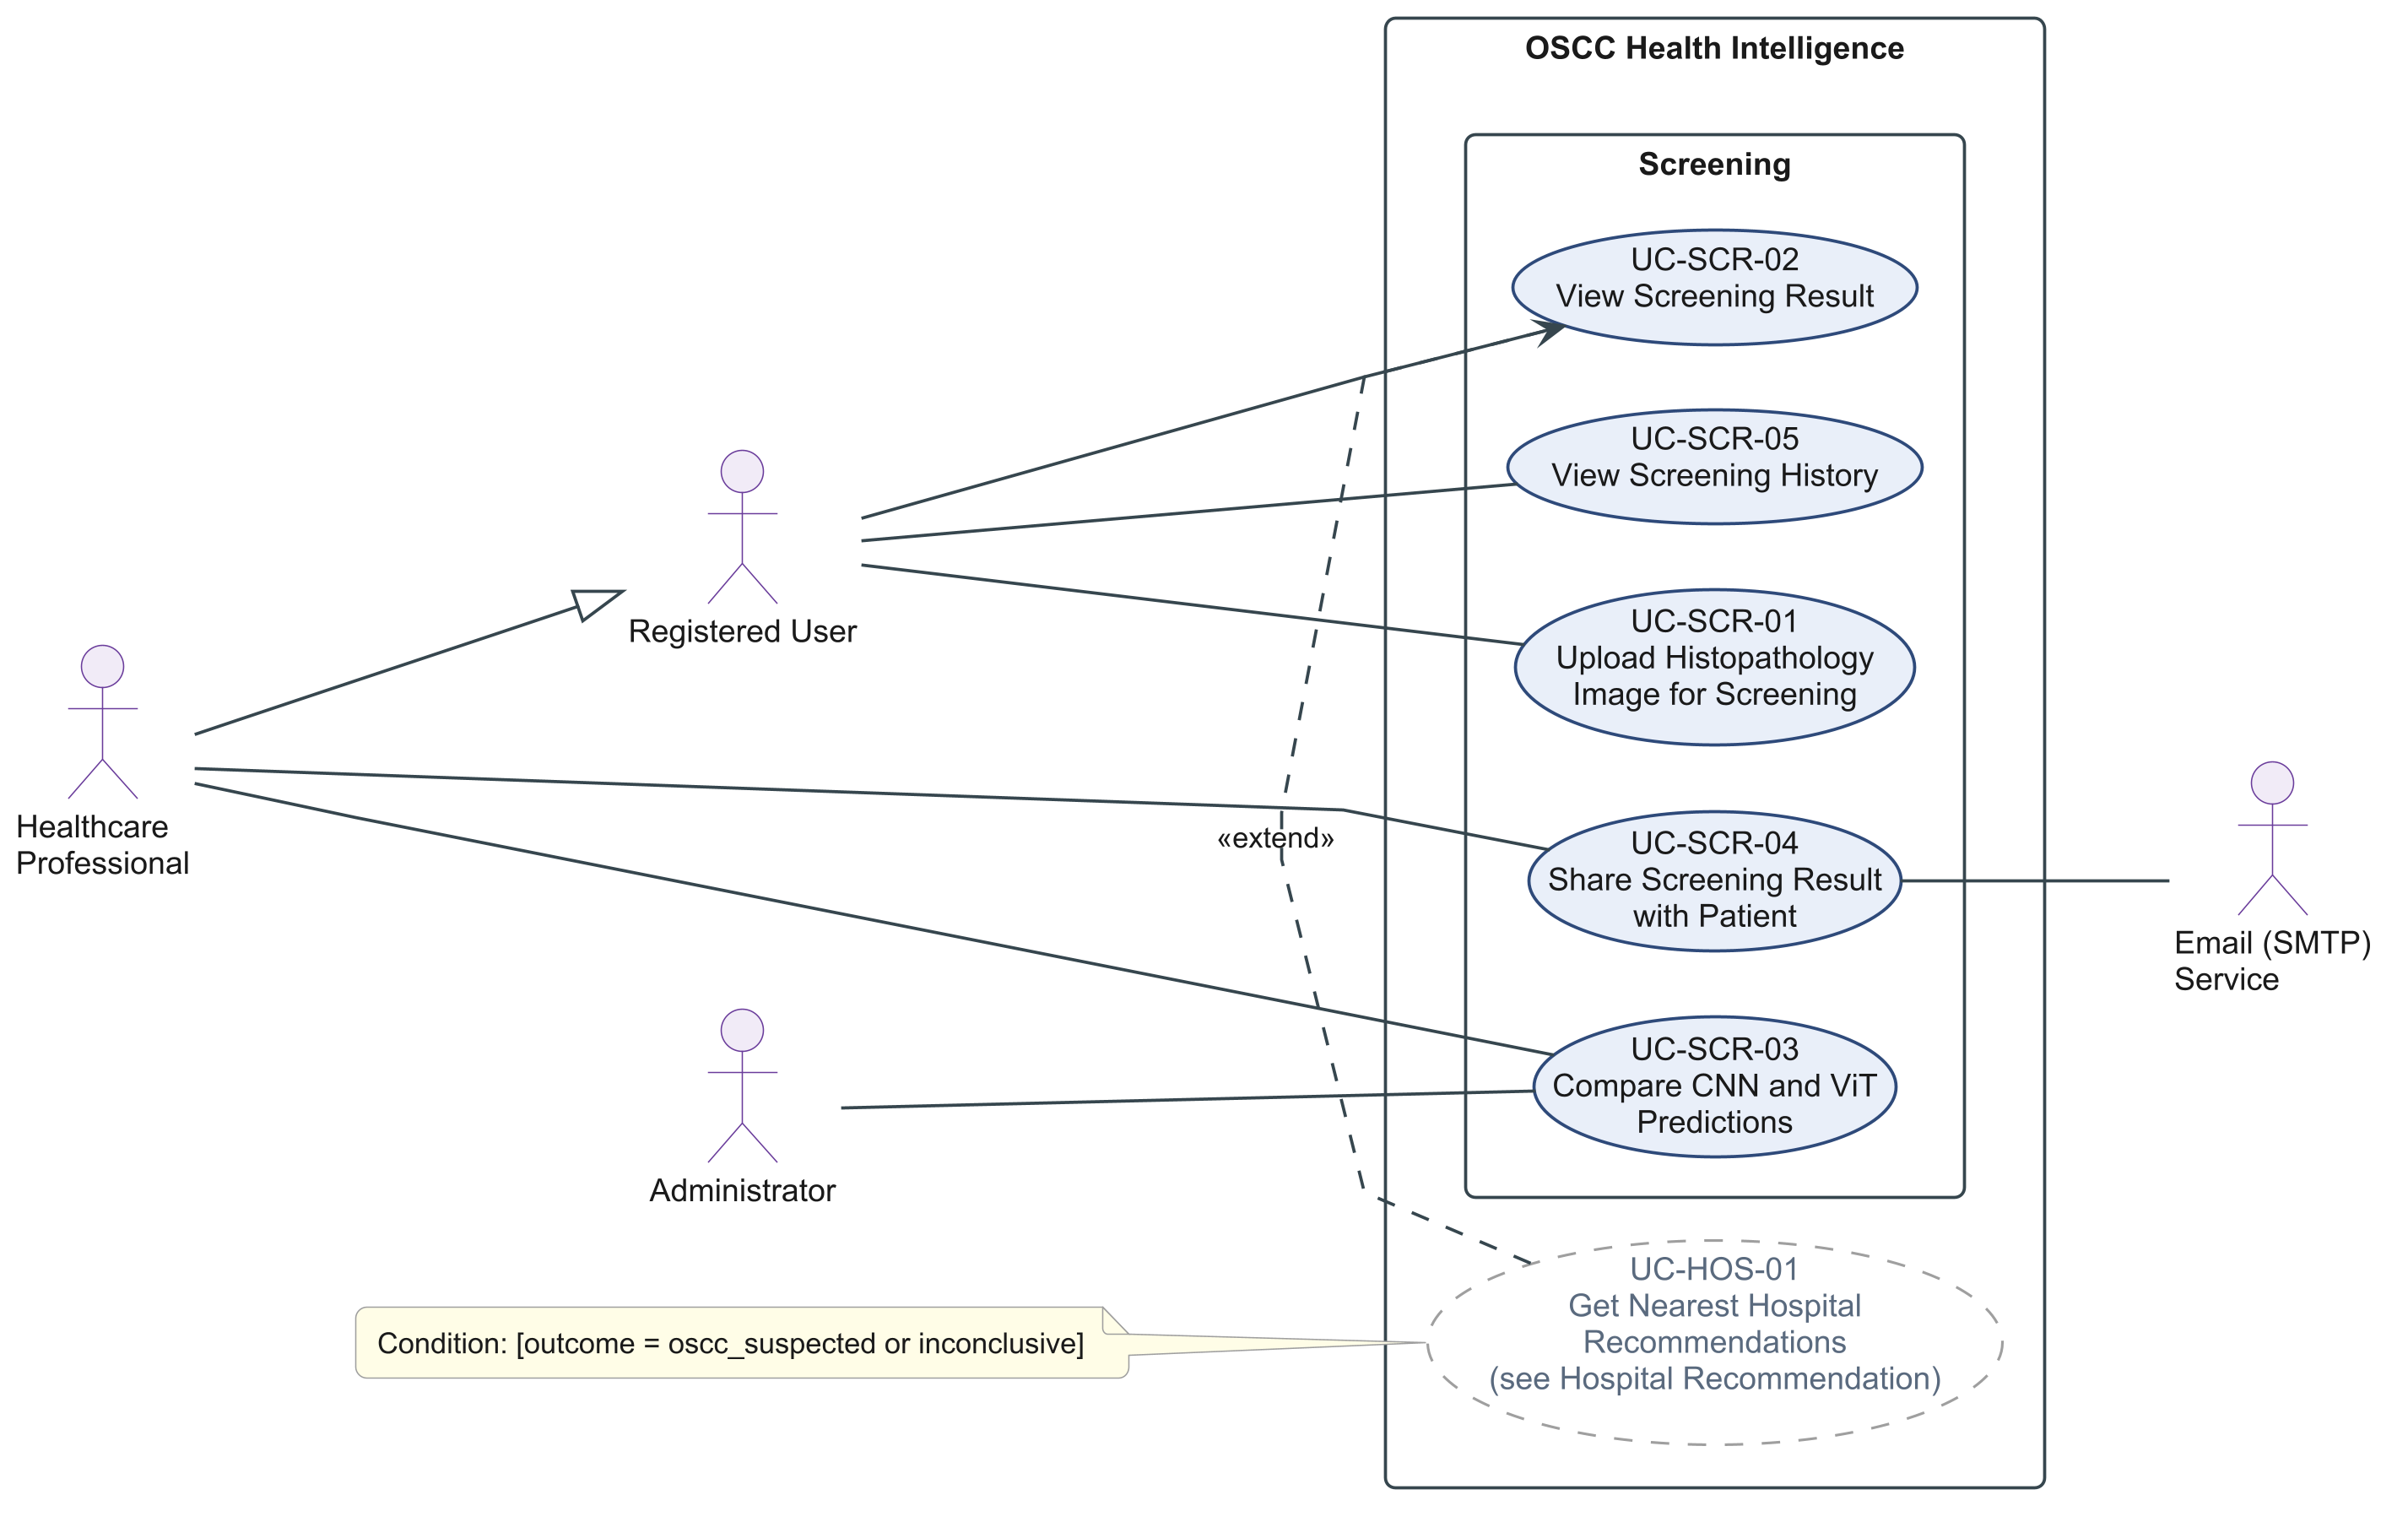 OSCC Health Intelligence
Screening
UC-SCR-02
View Screening Result
UC-SCR-05
View Screening History
Registered User
UC-SCR-01
Upload Histopathology
Image for Screening
Healthcare
Professional
«extend»
UC-SCR-04
Share Screening Result
with Patient
Email (SMTP)
Service
UC-SCR-03
Compare CNN and ViT
Predictions
Administrator
UC-HOS-01
Get Nearest Hospital
Recommendations
(see Hospital Recommendation)
Condition: [outcome = oscc_suspected or inconclusive]